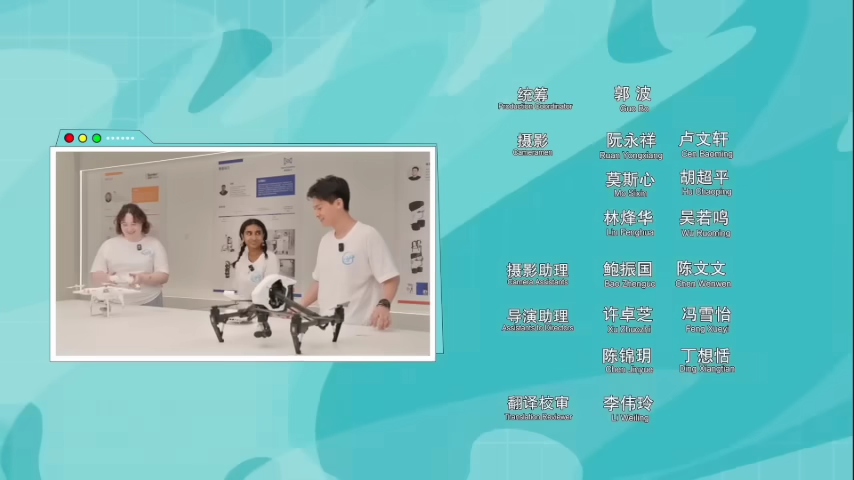 统筹 郭 波
Production Coordinator Guo Bo
摄影 阮永祥 卢文轩
Cameramen Ruan Yongxiang Cen Baoming
莫斯心 胡超平
Mo Sixin Hu Chaoping
林烽华 吴若鸣
Lin Fenghua Wu Ruoming
摄影助理 鲍振国 陈文文
Camera Assistants Bao Zhenguo Chen Wenwen
导演助理 许卓芝 冯雪怡
Assistants to Directors Xu Zhuozhi Feng Xueyi
陈锦玥 丁想恬
Chen Jinyue Ding Xiangtian
翻译校审 李伟玲
Translation Reviewer Li Weiling